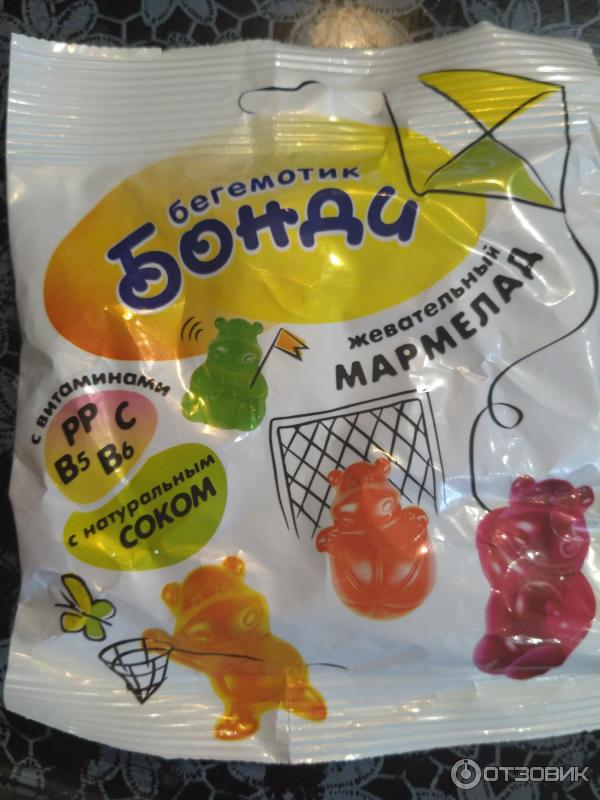 бегемотик
Бонди
жевательный
МАРМЕЛАД
с витаминами
PP C
B5 B6
с натуральным
СОКОМ
ОТЗОВИК